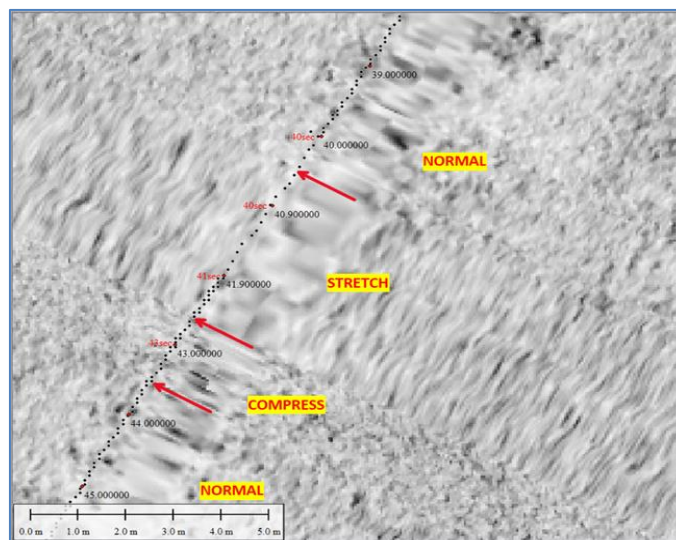 39.000000
40sec
40.000000
NORMAL
40sec
40.900000
41sec
41.900000
STRETCH
43.000000
COMPRESS
44.000000
NORMAL
45.000000
0.0 m 1.0 m 2.0 m 3.0 m 4.0 m 5.0 m